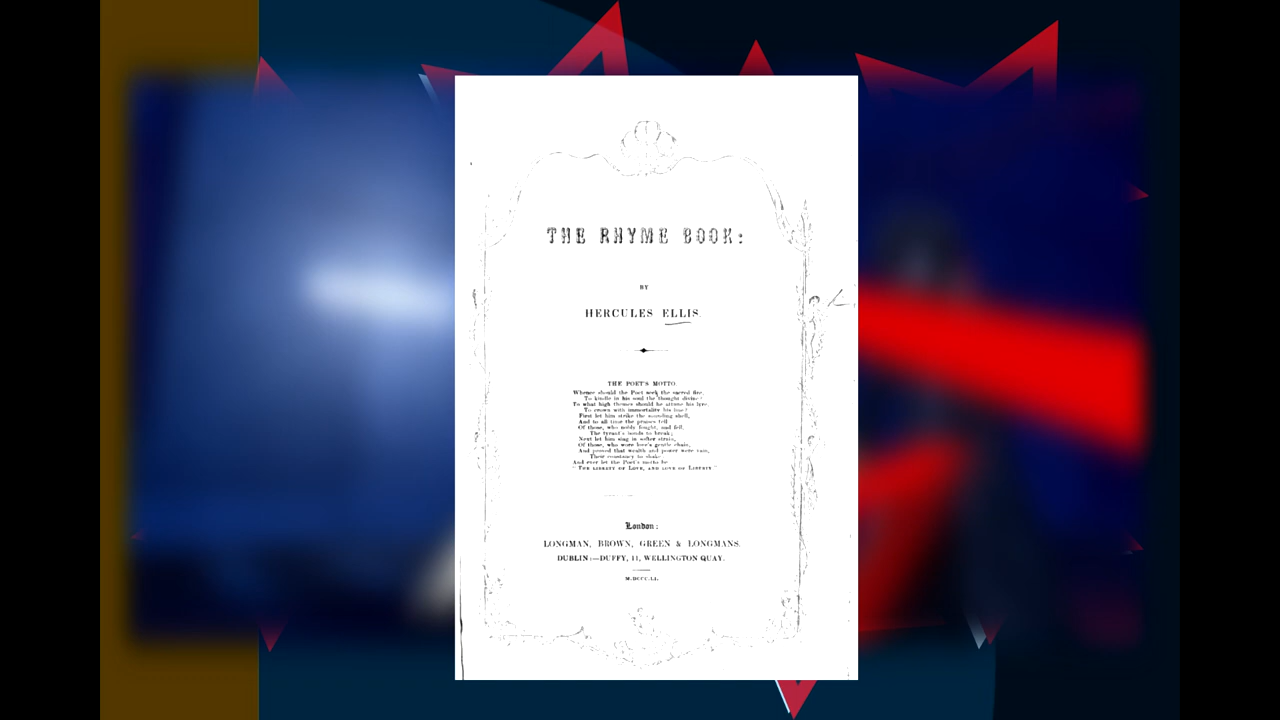 THE RHYME BOOK:
BY
HERCULES ELLIS.
THE POET'S MOTTO.
Whence should the Poet seek the sacred fire,
To kindle in his soul the thought divine?
To what high themes should he attune his lyre,
To crown with immortality his line?
First let him strike the sounding shell,
And to all time the praises tell
Of those, who nobly fought, and fell,
The tyrant's bonds to break;
Next let him sing in softer strain,
Of those, who wore love's gentle chain,
And proved that wealth and power were vain,
Their constancy to shake:
And ever let the Poet's motto be
"THE LIBERTY OF LOVE, AND LOVE OF LIBERTY."
London:
LONGMAN, BROWN, GREEN & LONGMANS.
DUBLIN:—DUFFY, 11, WELLINGTON QUAY.
M.DCCC.LI.